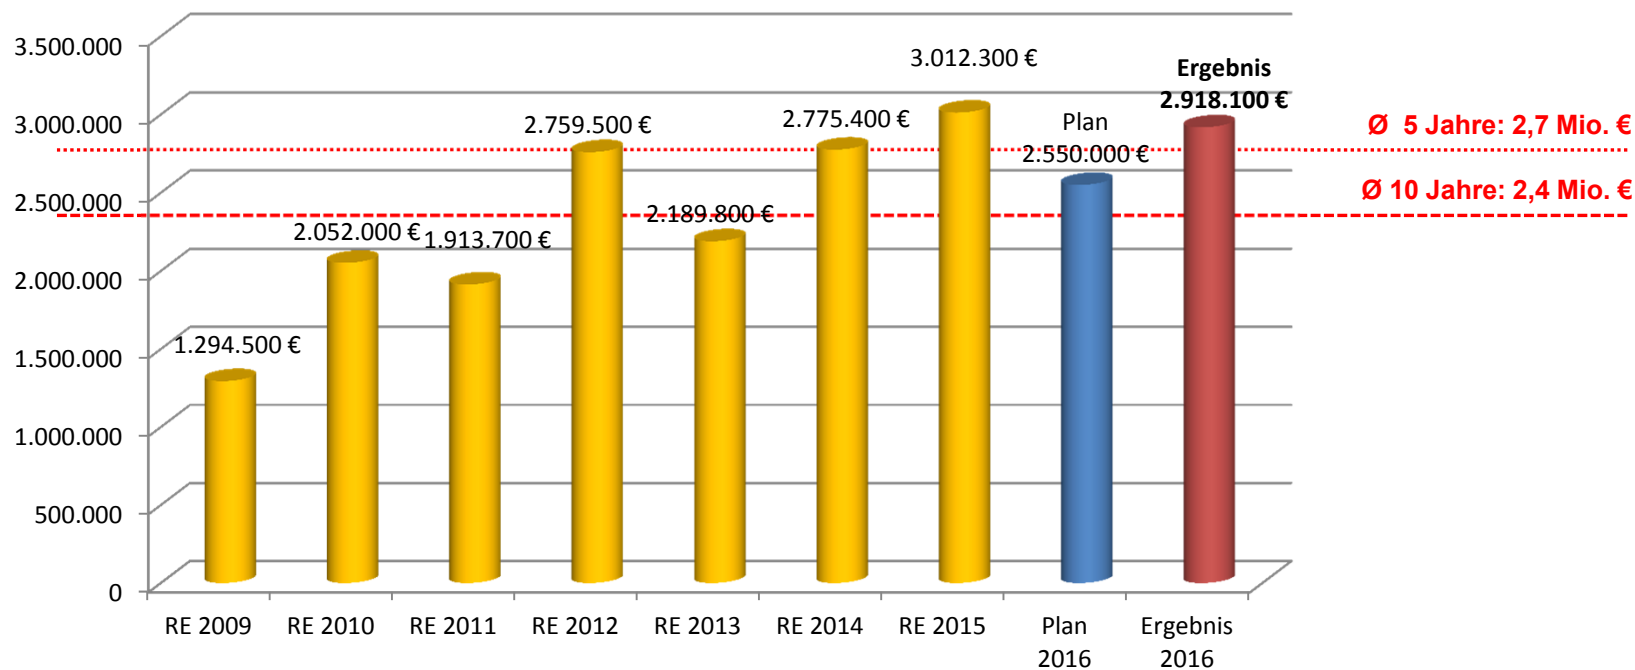 3.500.000
3.000.000
2.500.000
2.000.000
1.500.000
1.000.000
500.000
0
1.294.500 €
2.052.000 €
1.913.700 €
2.759.500 €
2.189.800 €
2.775.400 €
3.012.300 €
Plan
2.550.000 €
Ergebnis
2.918.100 €
Ø 5 Jahre: 2,7 Mio. €
Ø 10 Jahre: 2,4 Mio. €
RE 2009
RE 2010
RE 2011
RE 2012
RE 2013
RE 2014
RE 2015
Plan
2016
Ergebnis
2016